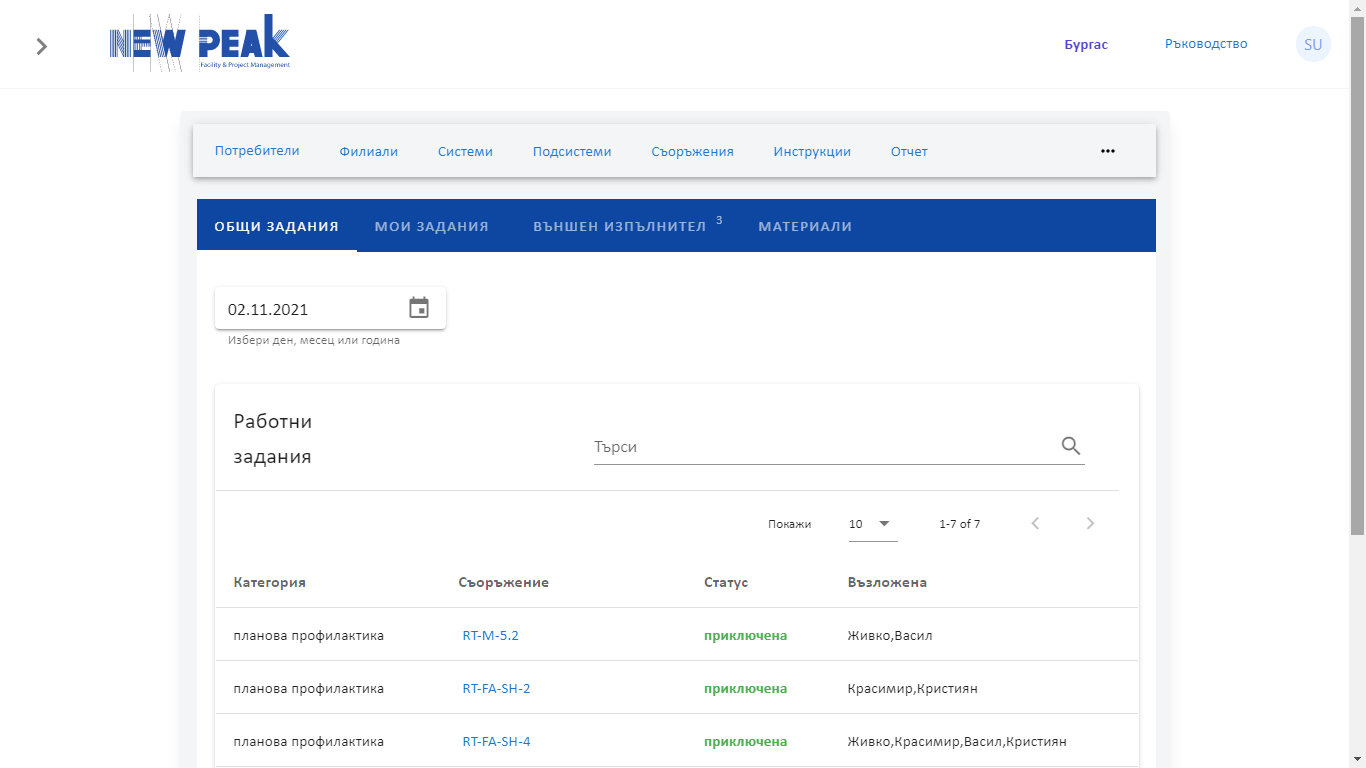 NEW PEAK
Facility & Project Management
Бургас
Ръководство
SU
Потребители Филиали Системи Подсистеми Съоръжения Инструкции Отчет
ОБЩИ ЗАДАНИЯ МОИ ЗАДАНИЯ ВЪНШЕН ИЗПЪЛНИТЕЛ 3 МАТЕРИАЛИ
02.11.2021
Избери ден, месец или година
Работни
задания
Търси
Покажи 10 1-7 of 7
Категория Съоръжение Статус Възложена
планова профилактика RT-M-5.2 приключена Живко,Васил
планова профилактика RT-FA-SH-2 приключена Красимир,Кристиян
планова профилактика RT-FA-SH-4 приключена Живко,Красимир,Васил,Кристиян